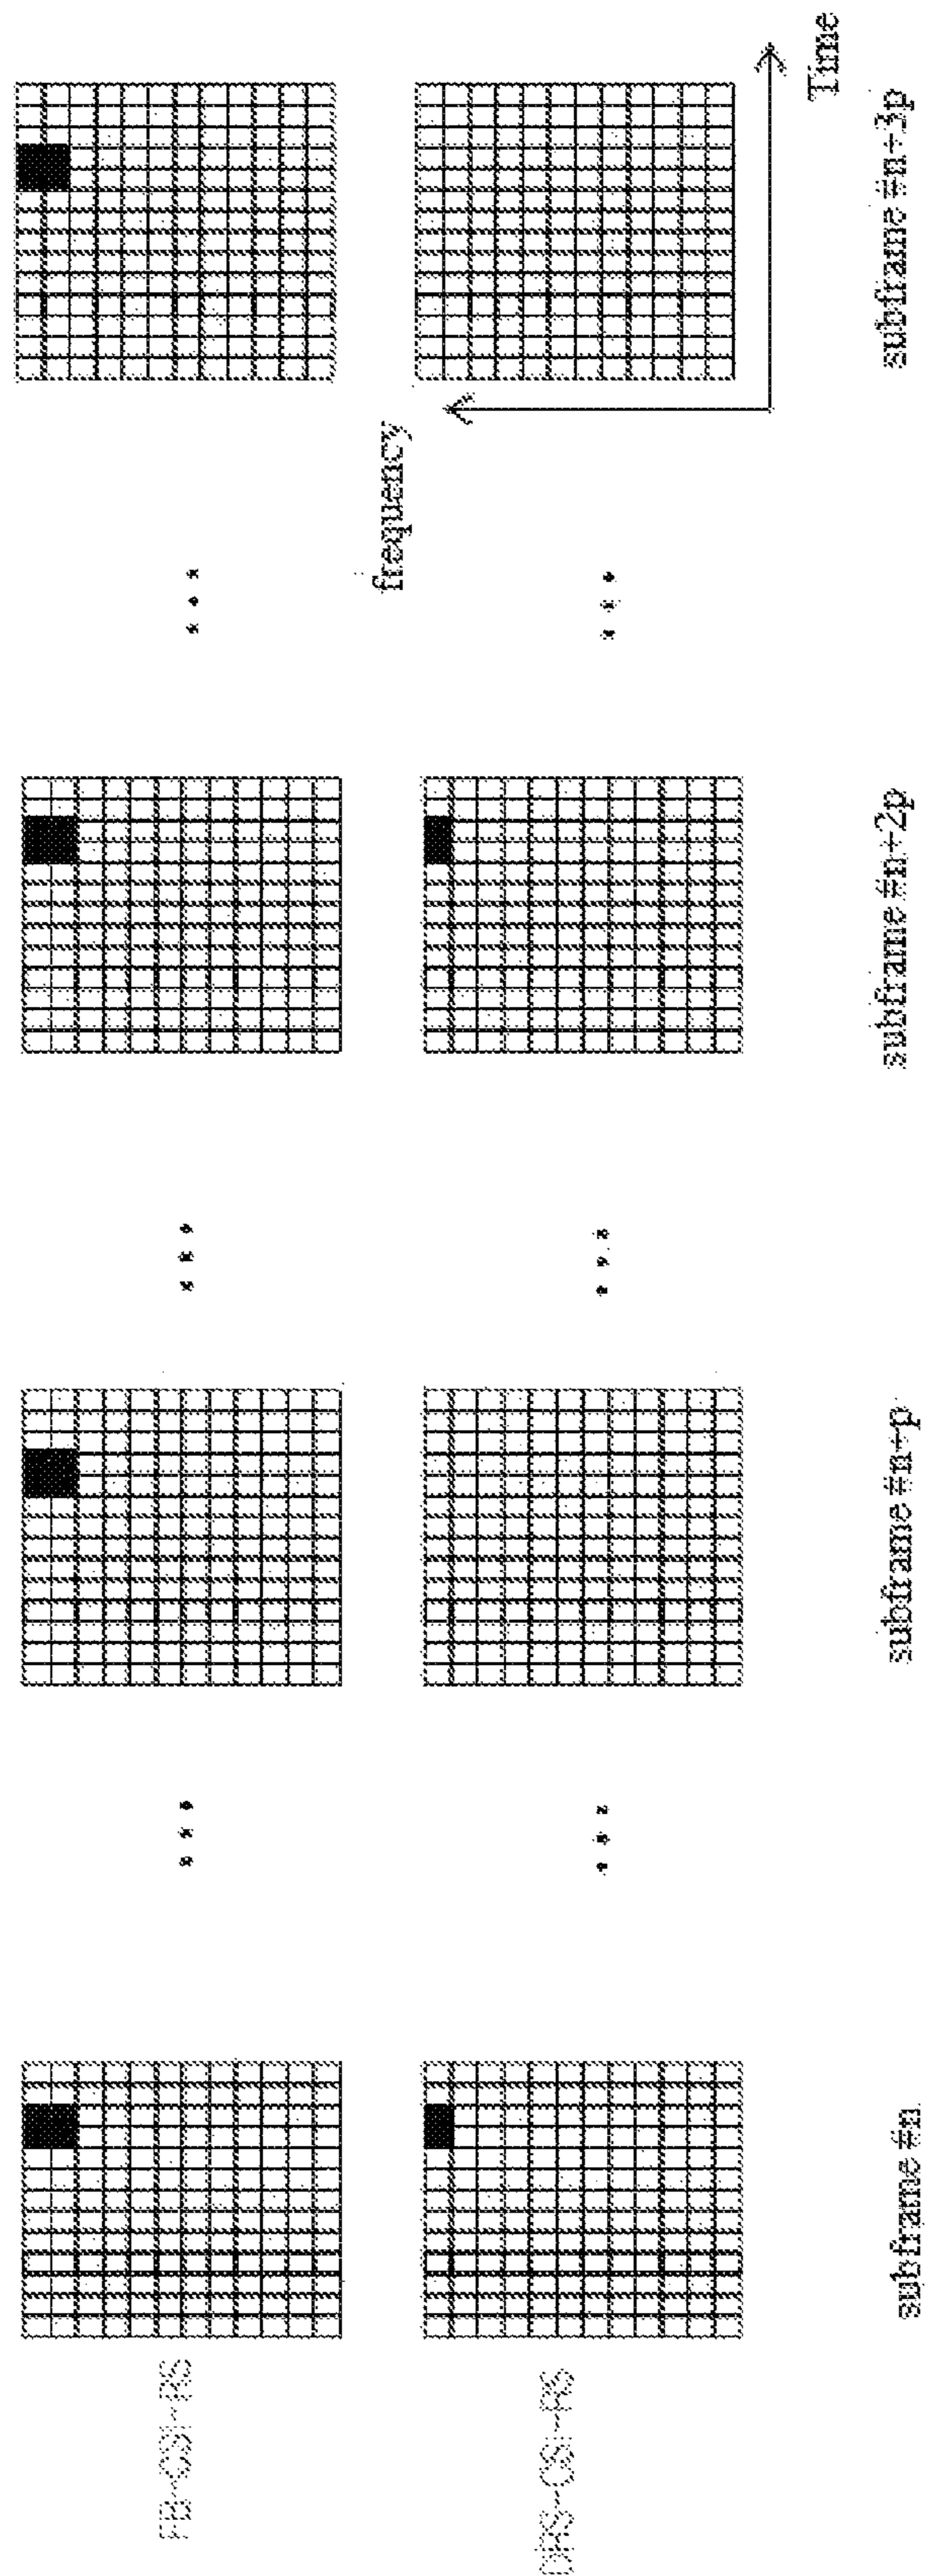 FB-CSI-RS
DRS-CSI-RS
frequency
Time
subframe #n
subframe #n+p
subframe #n+2p
subframe #n+3p